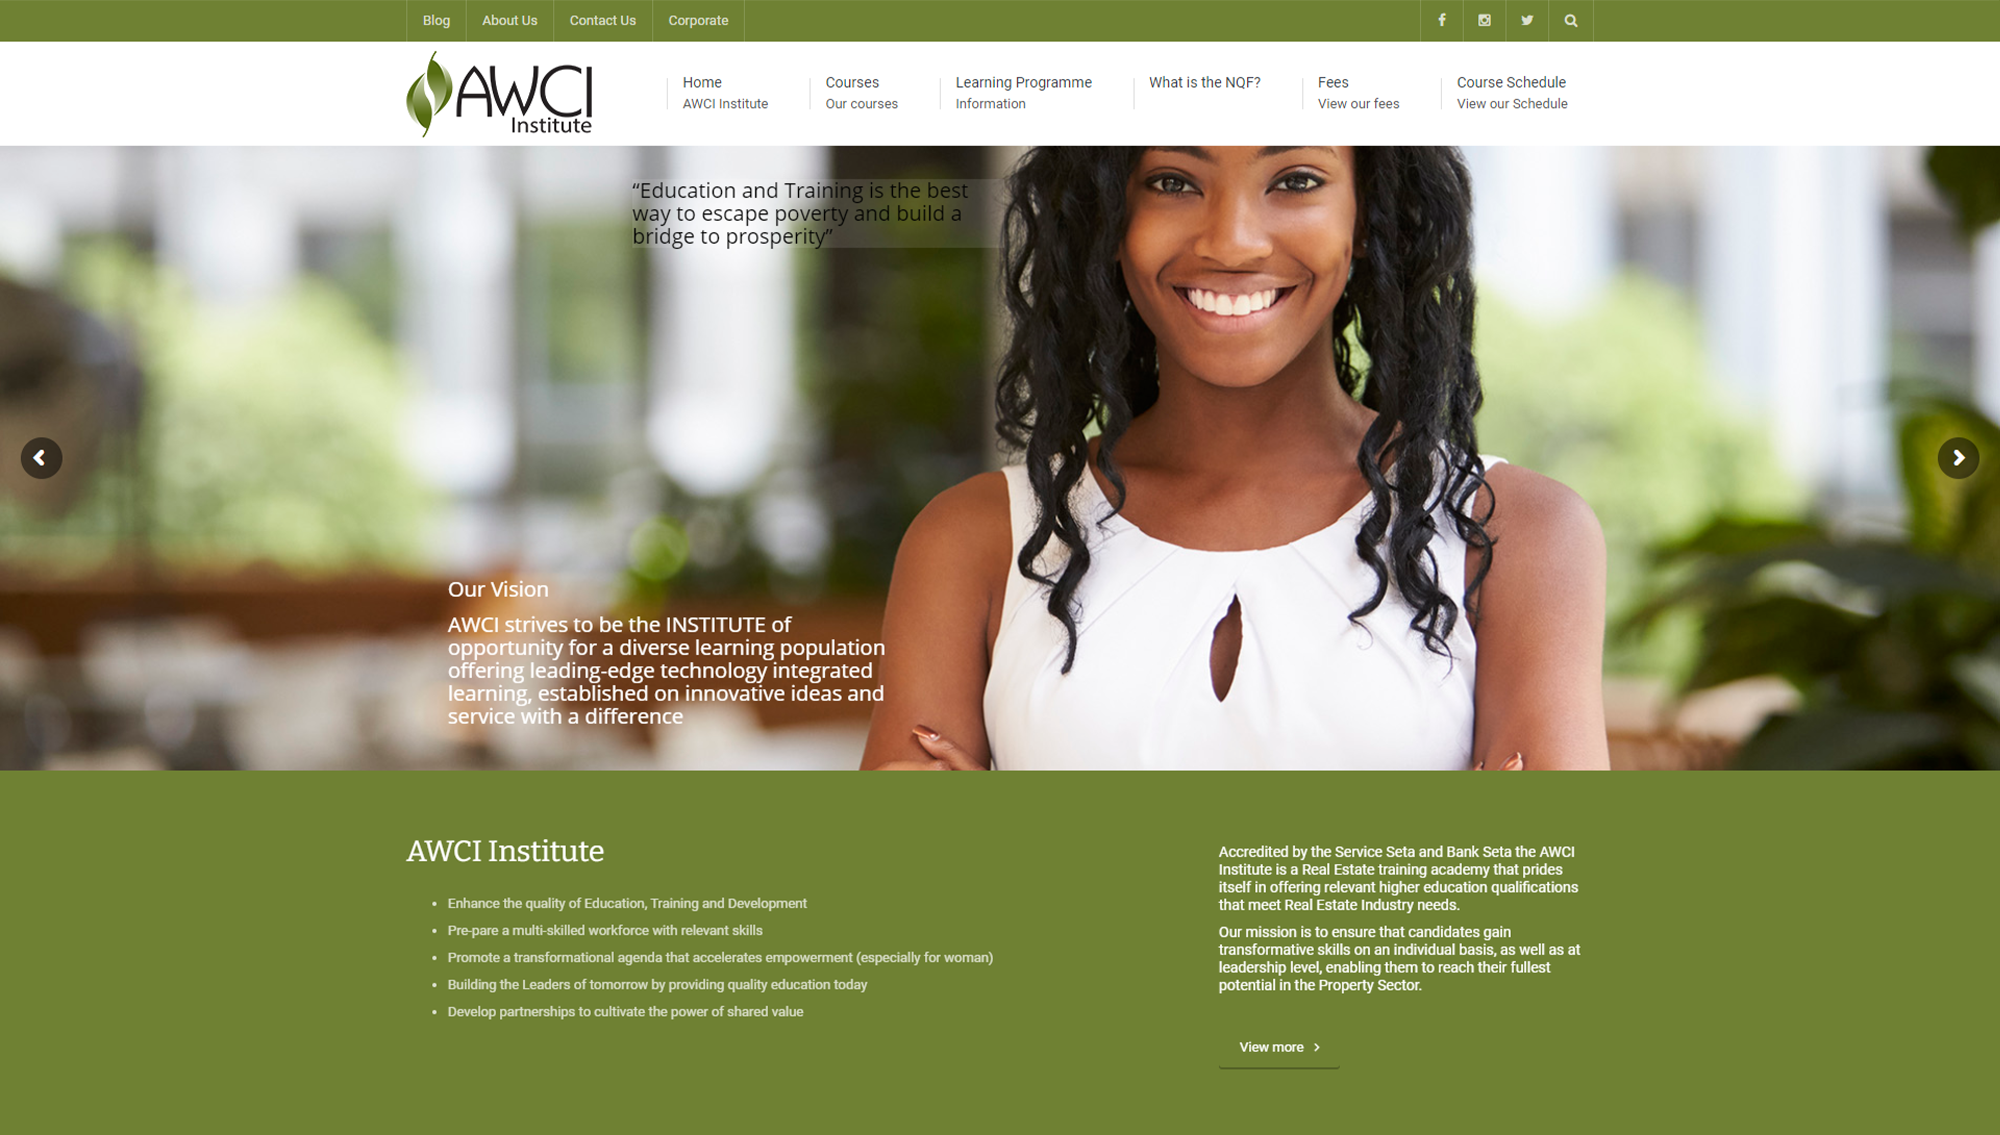 Blog
About Us
Contact Us
Corporate
AWCI
Institute
Home
AWCI Institute
Courses
Our courses
Learning Programme
Information
What is the NQF?
Fees
View our fees
Course Schedule
View our Schedule
“Education and Training is the best
way to escape poverty and build a
bridge to prosperity”
Our Vision
AWCI strives to be the INSTITUTE of
opportunity for a diverse learning population
offering leading-edge technology integrated
learning, established on innovative ideas and
service with a difference
AWCI Institute
• Enhance the quality of Education, Training and Development
• Pre-pare a multi-skilled workforce with relevant skills
• Promote a transformational agenda that accelerates empowerment (especially for woman)
• Building the Leaders of tomorrow by providing quality education today
• Develop partnerships to cultivate the power of shared value
Accredited by the Service Seta and Bank Seta the AWCI
Institute is a Real Estate training academy that prides
itself in offering relevant higher education qualifications
that meet Real Estate Industry needs.
Our mission is to ensure that candidates gain
transformative skills on an individual basis, as well as at
leadership level, enabling them to reach their fullest
potential in the Property Sector.
View more